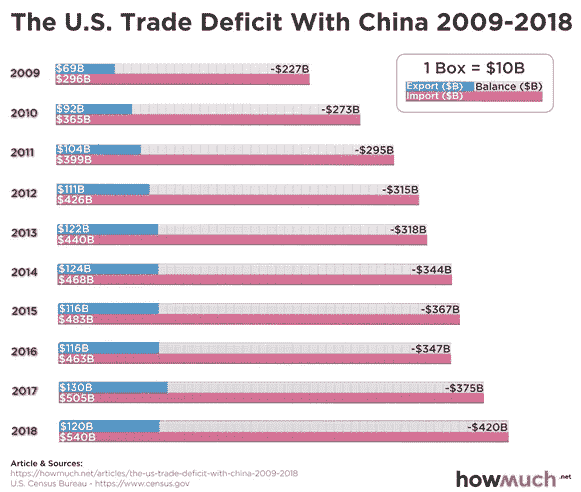 The U.S. Trade Deficit With China 2009-2018
1 Box = $10B
Export ($B) Balance ($B)
Import ($B)
2009 $69B -$227B
$296B
2010 $92B -$273B
$365B
2011 $104B -$295B
$399B
2012 $111B -$315B
$426B
2013 $122B -$318B
$440B
2014 $124B -$344B
$468B
2015 $116B -$367B
$483B
2016 $116B -$347B
$463B
2017 $130B -$375B
$505B
2018 $120B -$420B
$540B
Article & Sources:
https://howmuch.net/articles/the-us-trade-deficit-with-china-2009-2018
U.S. Census Bureau - https://www.census.gov
howmuch.net